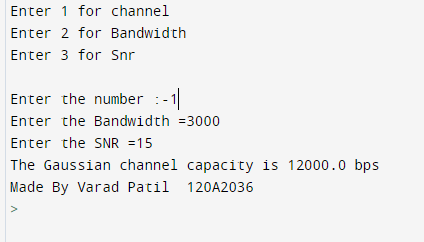 Enter 1 for channel
Enter 2 for Bandwidth
Enter 3 for Snr
Enter the number :-1
Enter the Bandwidth =3000
Enter the SNR =15
The Gaussian channel capacity is 12000.0 bps
Made By Varad Patil  120A2036
>